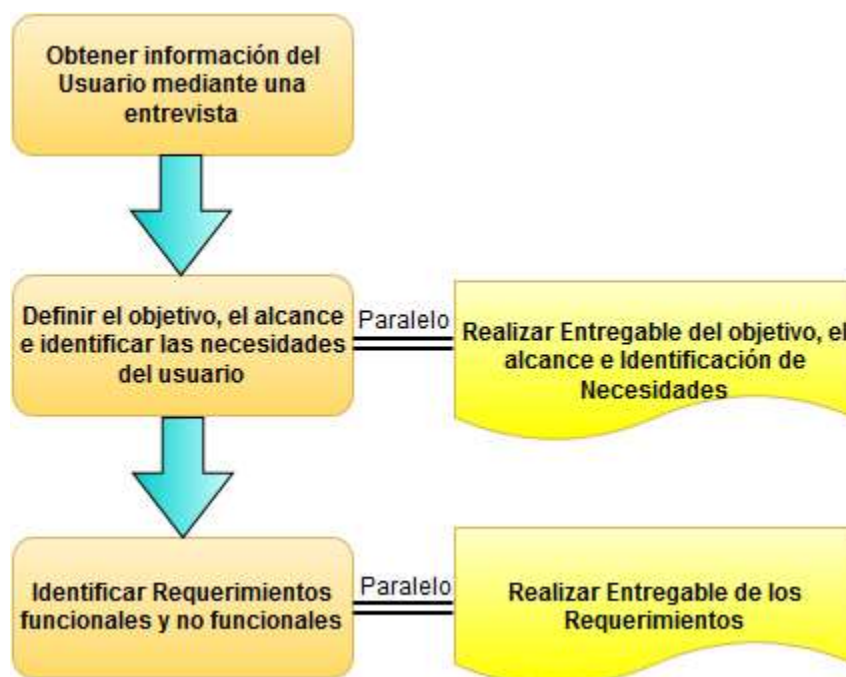 Obtener información del
Usuario mediante una
entrevista
Definir el objetivo, el alcance
e identificar las necesidades
del usuario
Paralelo
Realizar Entregable del objetivo, el
alcance e Identificación de
Necesidades
Identificar Requerimientos
funcionales y no funcionales
Paralelo
Realizar Entregable de los
Requerimientos